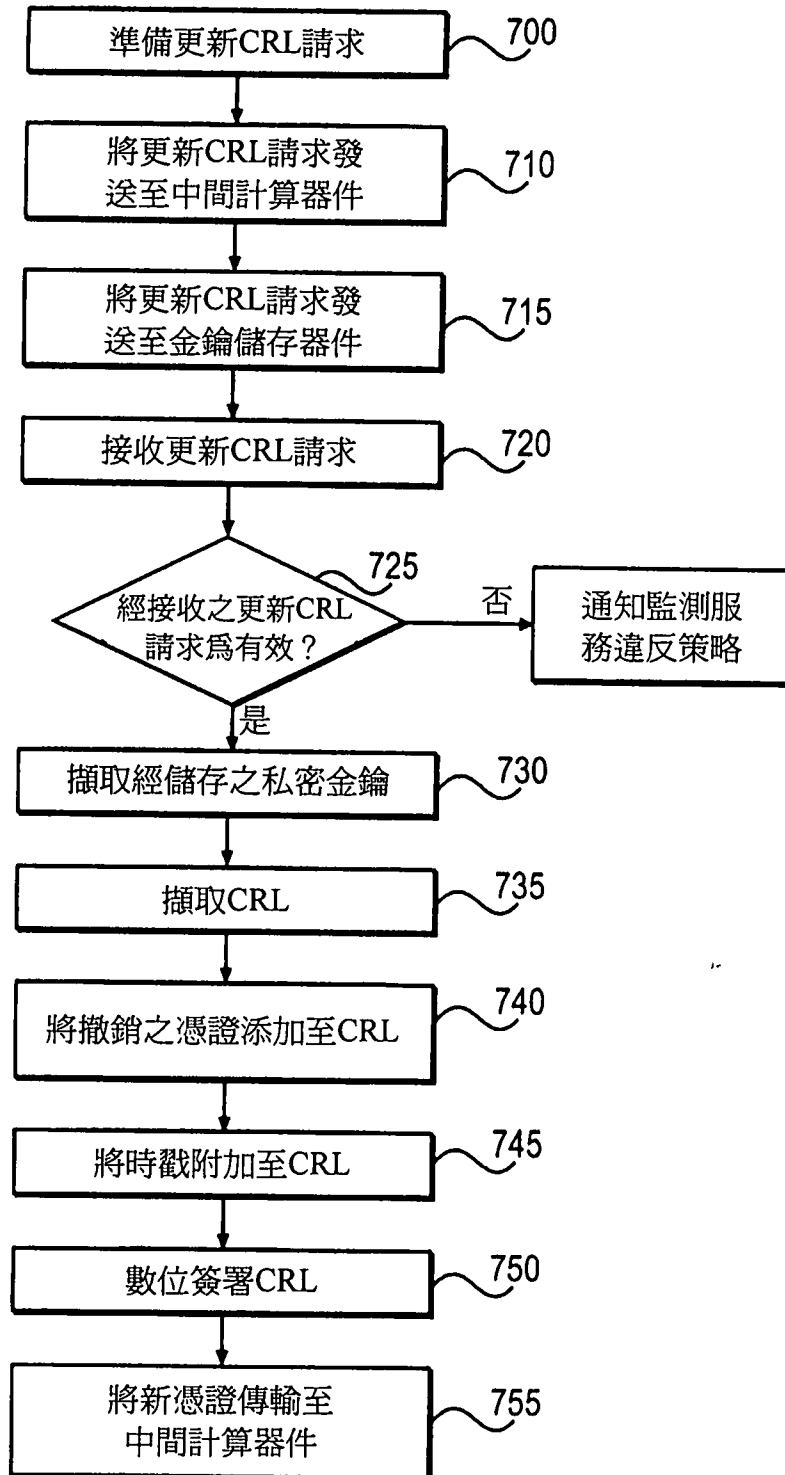 準備更新CRL請求
700
將更新CRL請求發
送至中間計算器件
710
將更新CRL請求發
送至金鑰儲存器件
715
接收更新CRL請求
720
725
經接收之更新CRL
請求爲有效？
否
通知監測服
務違反策略
是
擷取經儲存之私密金鑰
730
擷取CRL
735
將撤銷之憑證添加至CRL
740
將時戳附加至CRL
745
數位簽署CRL
750
將新憑證傳輸至
中間計算器件
755